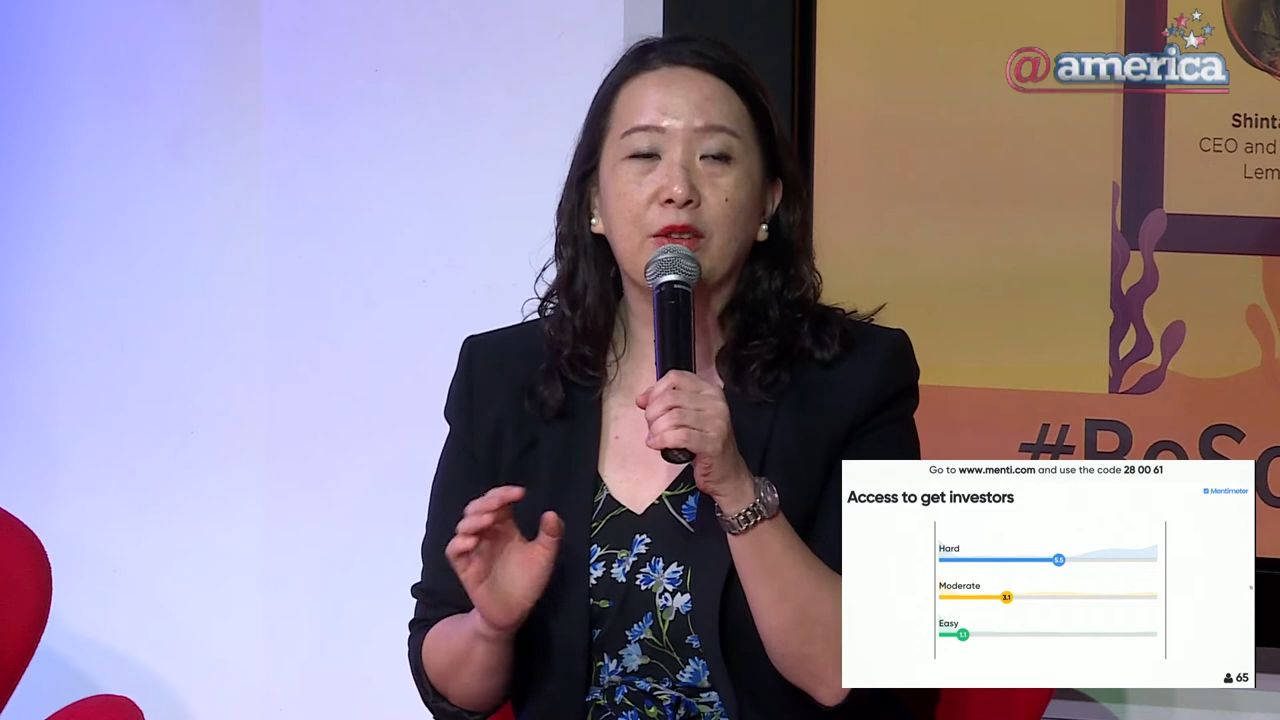 @america
Shinta
CEO and
Lem
#BeSo
Go to www.menti.com and use the code 28 00 61
Access to get investors
Mentimeter
Hard
5.5
Moderate
3.1
Easy
1.1
65